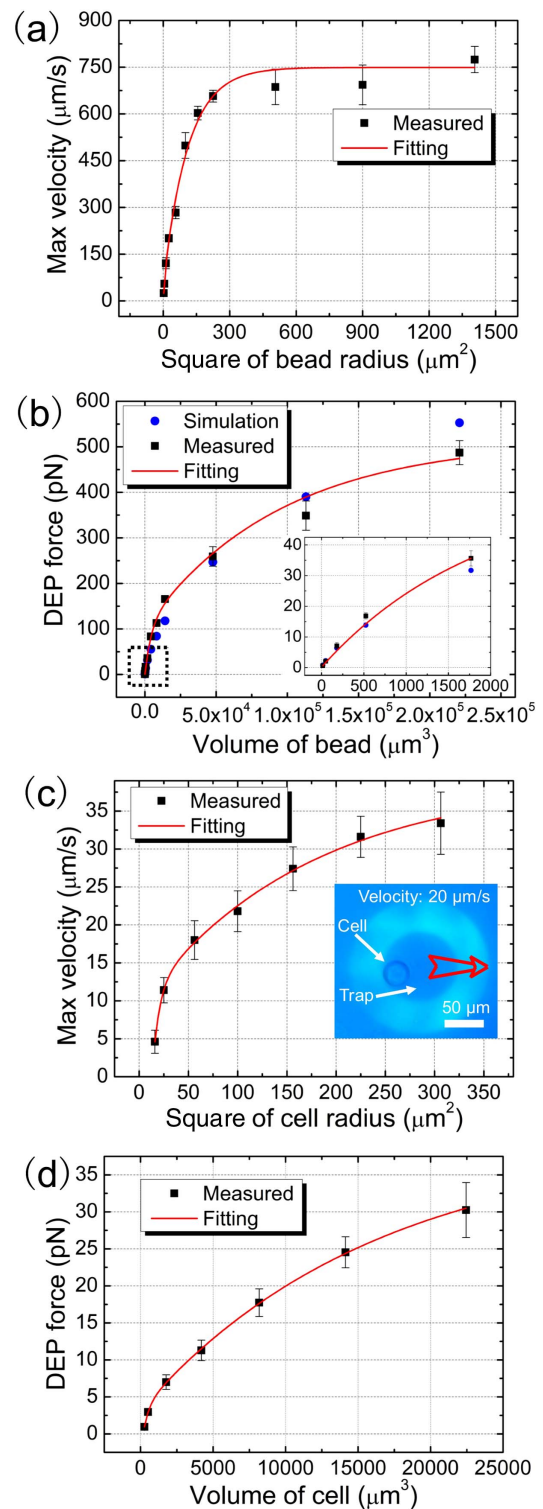 (a)
Max velocity (μm/s)
900
750
600
450
300
150
0
Measured
Fitting
0 300 600 900 1200 1500
Square of bead radius (μm²)
(b)
DEP force (pN)
600
500
400
300
200
100
0
Simulation
Measured
Fitting
40
30
20
10
0
0 500 1000 1500 2000
0.0 5.0x10⁴ 1.0x10⁵ 1.5x10⁵ 2.0x10⁵ 2.5x10⁵
Volume of bead (μm³)
(c)
Max velocity (μm/s)
35
30
25
20
15
10
5
0
Measured
Fitting
Velocity: 20 μm/s
Cell
Trap
50 μm
0 50 100 150 200 250 300 350
Square of cell radius (μm²)
(d)
DEP force (pN)
35
30
25
20
15
10
5
0
Measured
Fitting
0 5000 10000 15000 20000 25000
Volume of cell (μm³)